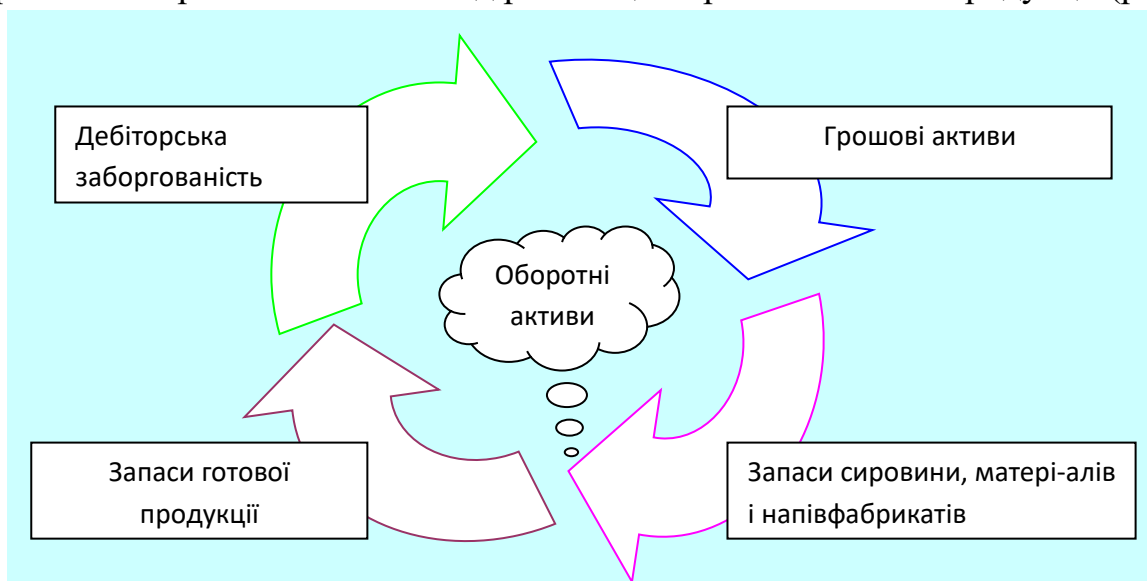 Дебіторська
заборгованість
Грошові активи
Оборотні
активи
Запаси готової
продукції
Запаси сировини, матері-алів
і напівфабрикатів